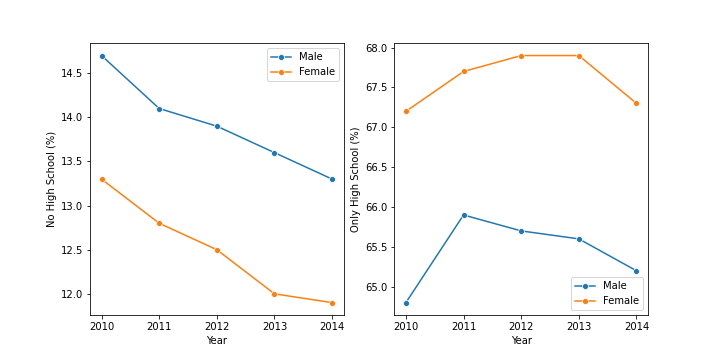 No High School (%)
14.5
14.0
13.5
13.0
12.5
12.0
2010 2011 2012 2013 2014
Year
Male
Female
Only High School (%)
68.0
67.5
67.0
66.5
66.0
65.5
65.0
2010 2011 2012 2013 2014
Year
Male
Female